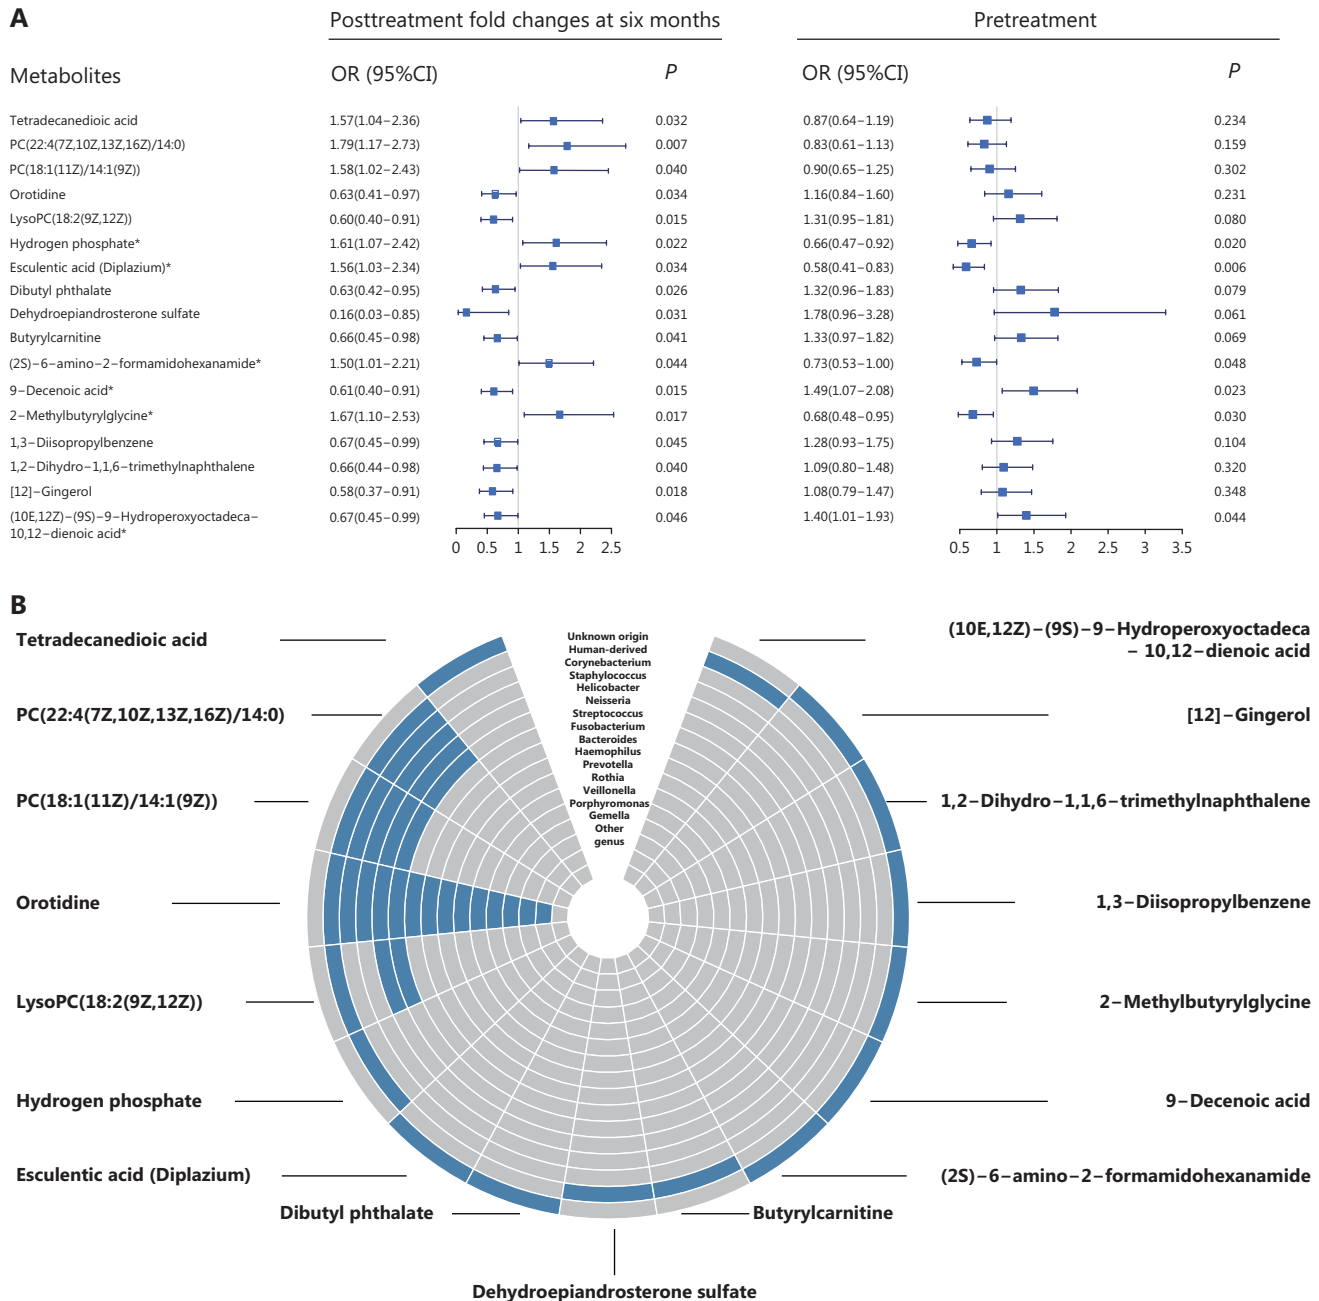 A
Posttreatment fold changes at six months
Pretreatment
Metabolites OR (95%CI) P OR (95%CI) P
Tetradecanedioic acid 1.57(1.04−2.36) 0.032 0.87(0.64−1.19) 0.234
PC(22:4(7Z,10Z,13Z,16Z)/14:0) 1.79(1.17−2.73) 0.007 0.83(0.61−1.13) 0.159
PC(18:1(11Z)/14:1(9Z)) 1.58(1.02−2.43) 0.040 0.90(0.65−1.25) 0.302
Orotidine 0.63(0.41−0.97) 0.034 1.16(0.84−1.60) 0.231
LysoPC(18:2(9Z,12Z)) 0.60(0.40−0.91) 0.015 1.31(0.95−1.81) 0.080
Hydrogen phosphate* 1.61(1.07−2.42) 0.022 0.66(0.47−0.92) 0.020
Esculentic acid (Diplazium)* 1.56(1.03−2.34) 0.034 0.58(0.41−0.83) 0.006
Dibutyl phthalate 0.63(0.42−0.95) 0.026 1.32(0.96−1.83) 0.079
Dehydroepiandrosterone sulfate 0.16(0.03−0.85) 0.031 1.78(0.96−3.28) 0.061
Butyrylcarnitine 0.66(0.45−0.98) 0.041 1.33(0.97−1.82) 0.069
(2S)−6−amino−2−formamidohexanamide* 1.50(1.01−2.21) 0.044 0.73(0.53−1.00) 0.048
9−Decenoic acid* 0.61(0.40−0.91) 0.015 1.49(1.07−2.08) 0.023
2−Methylbutyrylglycine* 1.67(1.10−2.53) 0.017 0.68(0.48−0.95) 0.030
1,3−Diisopropylbenzene 0.67(0.45−0.99) 0.045 1.28(0.93−1.75) 0.104
1,2−Dihydro−1,1,6−trimethylnaphthalene 0.66(0.44−0.98) 0.040 1.09(0.80−1.48) 0.320
[12]−Gingerol 0.58(0.37−0.91) 0.018 1.08(0.79−1.47) 0.348
(10E,12Z)−(9S)−9−Hydroperoxyoctadeca− 0.67(0.45−0.99) 0.046 1.40(1.01−1.93) 0.044
10,12−dienoic acid*
0 0.5 1 1.5 2 2.5
0.5 1 1.5 2 2.5 3 3.5
B
Tetradecanedioic acid
PC(22:4(7Z,10Z,13Z,16Z)/14:0)
PC(18:1(11Z)/14:1(9Z))
Orotidine
LysoPC(18:2(9Z,12Z))
Hydrogen phosphate
Esculentic acid (Diplazium)
Dibutyl phthalate
Dehydroepiandrosterone sulfate
Butyrylcarnitine
Unknown origin
Human-derived
Corynebacterium
Staphylococcus
Helicobacter
Neisseria
Streptococcus
Fusobacterium
Bacteroides
Haemophilus
Prevotella
Rothia
Veillonella
Porphyromonas
Gemella
Other
genus
(10E,12Z)−(9S)−9−Hydroperoxyoctadeca
− 10,12−dienoic acid
[12]−Gingerol
1,2−Dihydro−1,1,6−trimethylnaphthalene
1,3−Diisopropylbenzene
2−Methylbutyrylglycine
9−Decenoic acid
(2S)−6−amino−2−formamidohexanamide